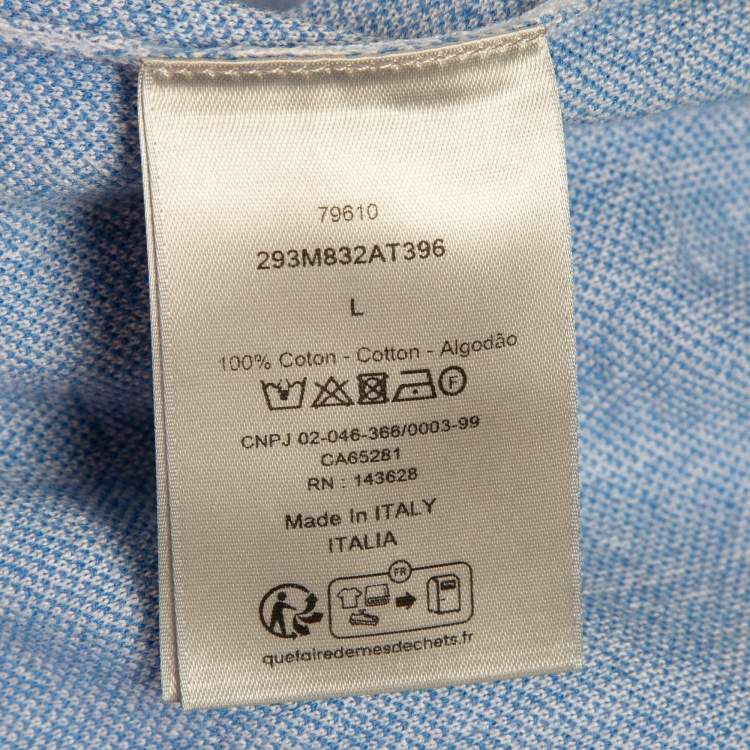 79610
293M832AT396
L
100% Coton - Cotton - Algodão
F
CNPJ 02-046-366/0003-99
CA65281
RN : 143628
Made In ITALY
ITALIA
FR
quefairedemesdechets.fr